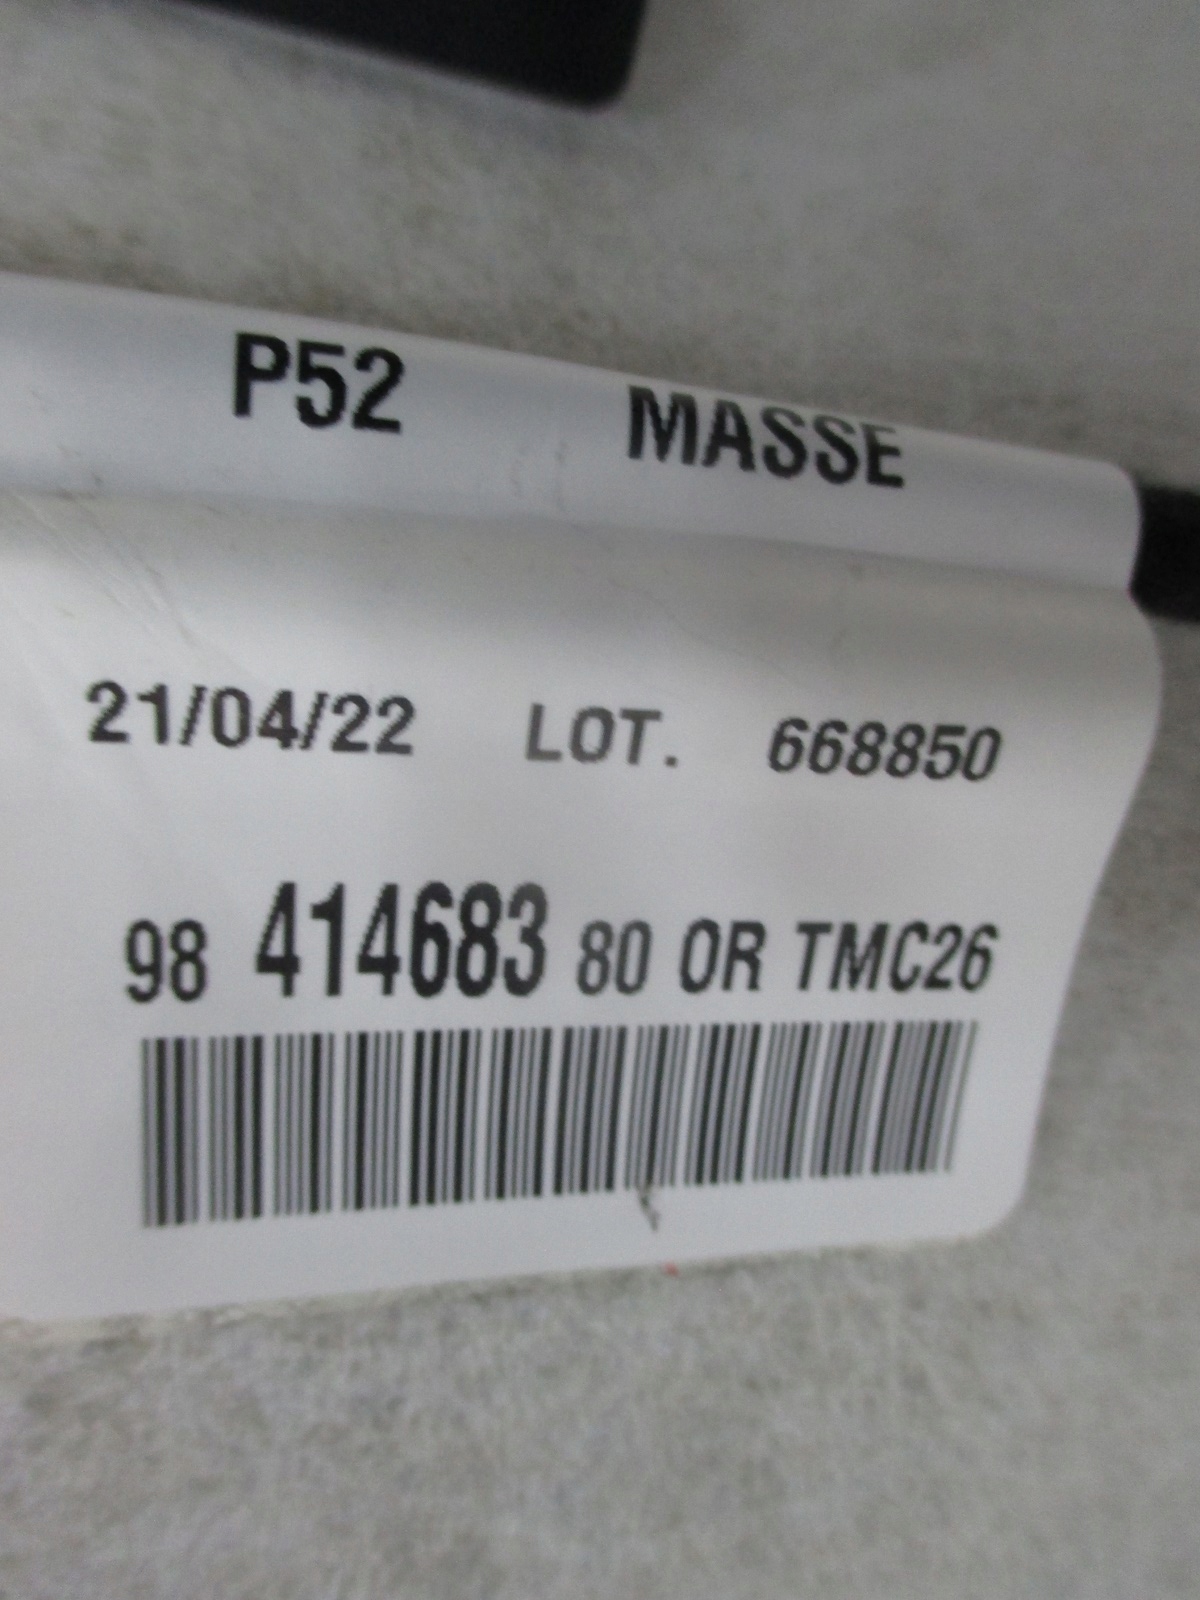 P52 MASSE
21/04/22 LOT. 668850
98 414683 80 OR TMC26